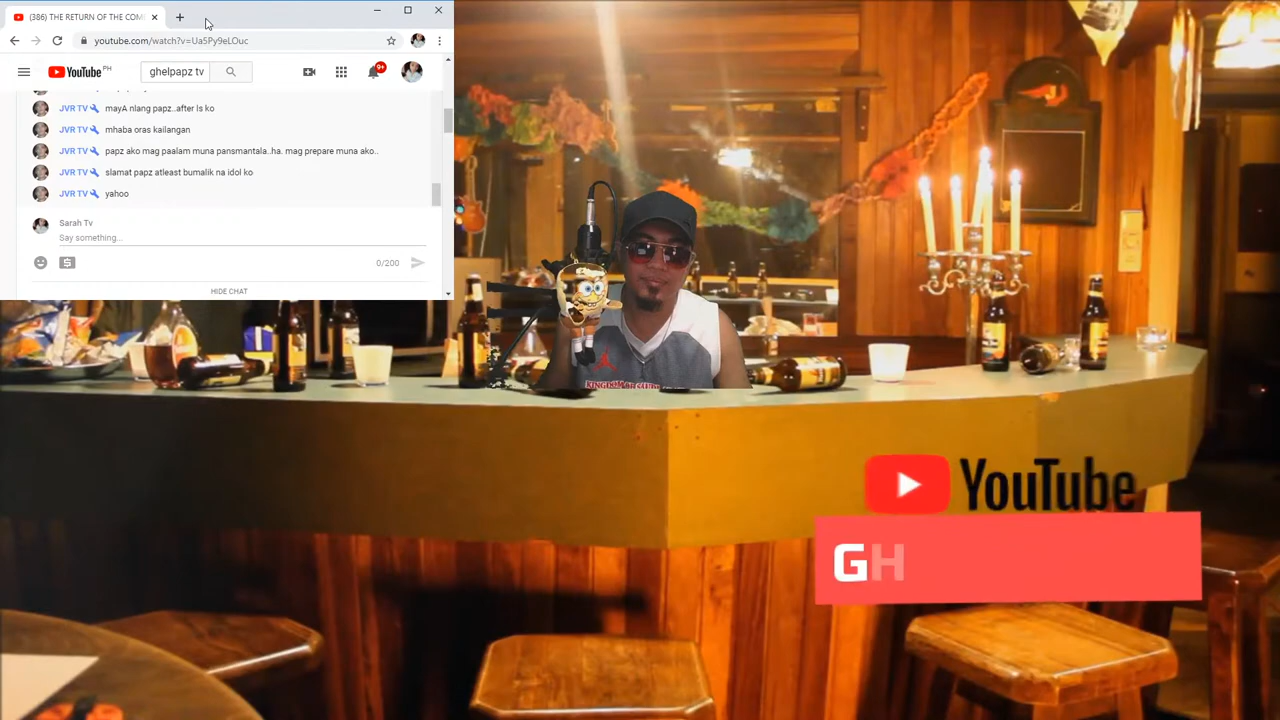 (386) THE RETURN OF THE COM
youtube.com/watch?v=Ua5Py9eLOuc
YouTube PH
ghelpapz tv
9+
JVR TV mayA nlang papz..after ls ko
JVR TV mhaba oras kailangan
JVR TV papz ako mag paalam muna pansmantala..ha. mag prepare muna ako..
JVR TV slamat papz atleast bumalik na idol ko
JVR TV yahoo
Sarah Tv
Say something...
0/200
HIDE CHAT
YouTube
GH